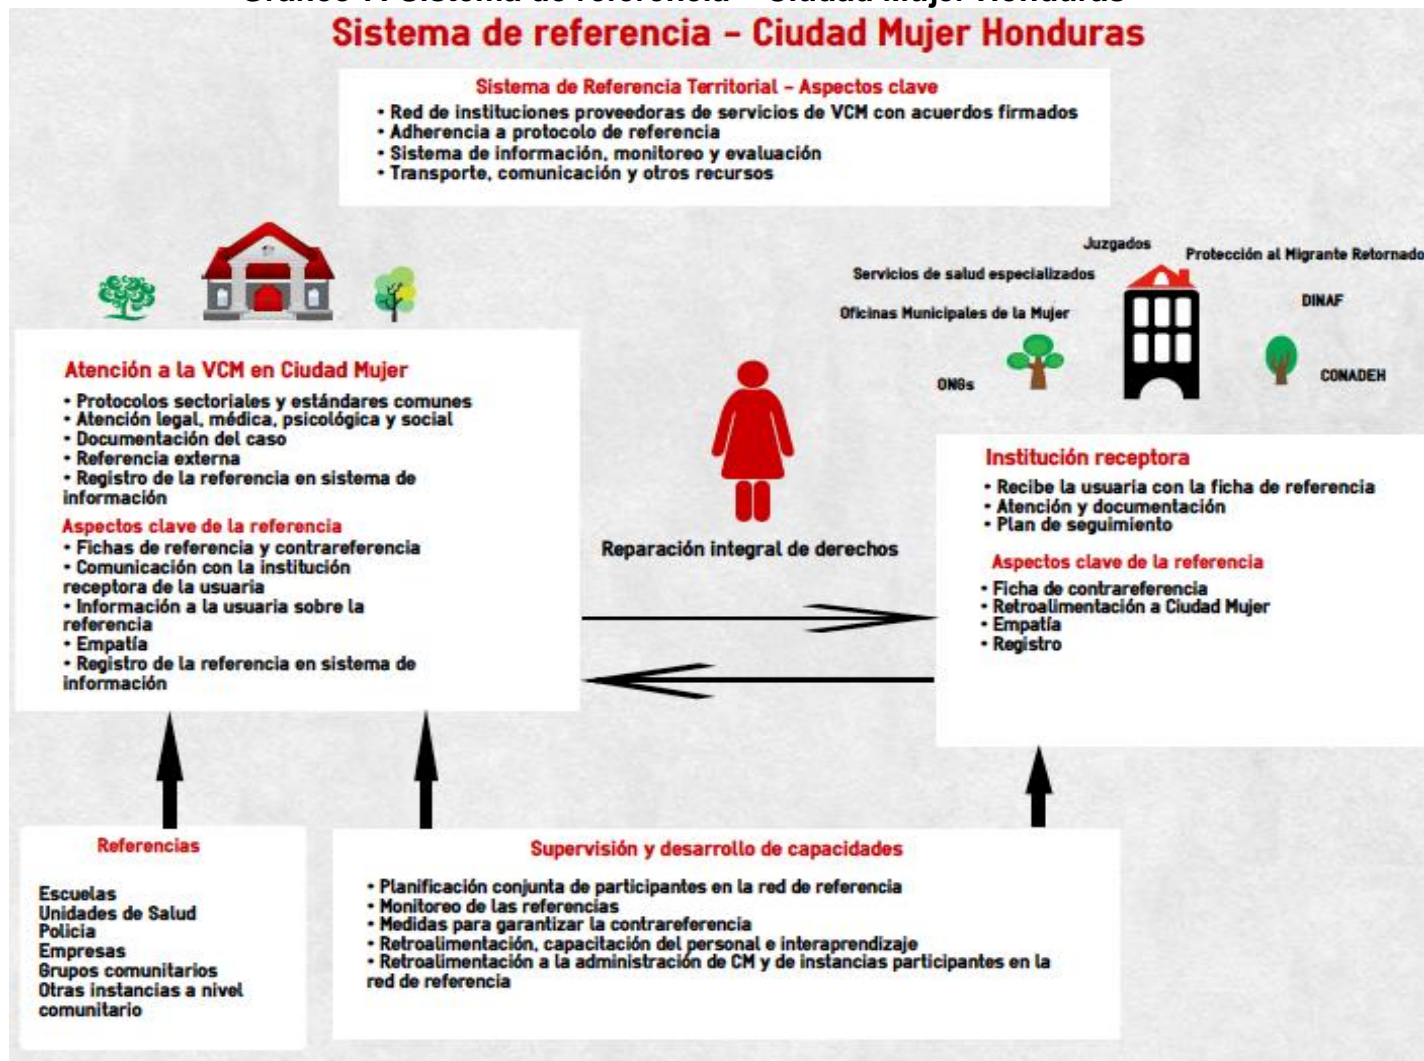 Gráfico 7. Sistema de referencia – Ciudad Mujer Honduras
Sistema de referencia – Ciudad Mujer Honduras
Sistema de Referencia Territorial – Aspectos clave
• Red de instituciones proveedoras de servicios de VCM con acuerdos firmados
• Adherencia a protocolo de referencia
• Sistema de información, monitoreo y evaluación
• Transporte, comunicación y otros recursos
Juzgados
Protección al Migrante Retornado
Servicios de salud especializados
DINAF
Oficinas Municipales de la Mujer
CONADEH
ONGs
Atención a la VCM en Ciudad Mujer
• Protocolos sectoriales y estándares comunes
• Atención legal, médica, psicológica y social
• Documentación del caso
• Referencia externa
• Registro de la referencia en sistema de
información
Aspectos clave de la referencia
• Fichas de referencia y contrareferencia
• Comunicación con la institución
receptora de la usuaria
• Información a la usuaria sobre la
referencia
• Empatía
• Registro de la referencia en sistema de
información
Reparación integral de derechos
Institución receptora
• Recibe la usuaria con la ficha de referencia
• Atención y documentación
• Plan de seguimiento
Aspectos clave de la referencia
• Ficha de contrareferencia
• Retroalimentación a Ciudad Mujer
• Empatía
• Registro
Referencias
Escuelas
Unidades de Salud
Policia
Empresas
Grupos comunitarios
Otras instancias a nivel
comunitario
Supervisión y desarrollo de capacidades
• Planificación conjunta de participantes en la red de referencia
• Monitoreo de las referencias
• Medidas para garantizar la contrareferencia
• Retroalimentación, capacitación del personal e interaprendizaje
• Retroalimentación a la administración de CM y de instancias participantes en la
red de referencia